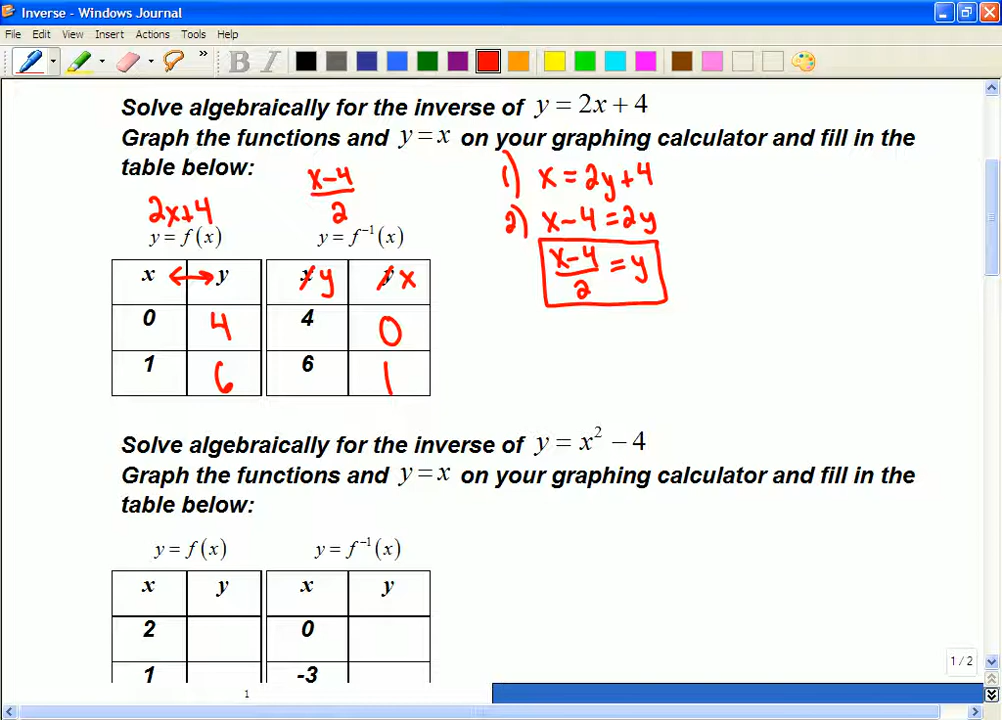 Inverse - Windows Journal
File Edit View Insert Actions Tools Help
» B I
Solve algebraically for the inverse of y = 2x + 4
Graph the functions and y = x on your graphing calculator and fill in the
table below:
2x+4
x-4
2
1) x = 2y+4
2) x-4 = 2y
x-4
2
= y
y = f(x) y = f⁻¹(x)
x ↔ y x y y x
0 4 4 0
1 6 6 1
Solve algebraically for the inverse of y = x² − 4
Graph the functions and y = x on your graphing calculator and fill in the
table below:
y = f(x) y = f⁻¹(x)
x y x y
2 0
1 -3
1 / 2
1